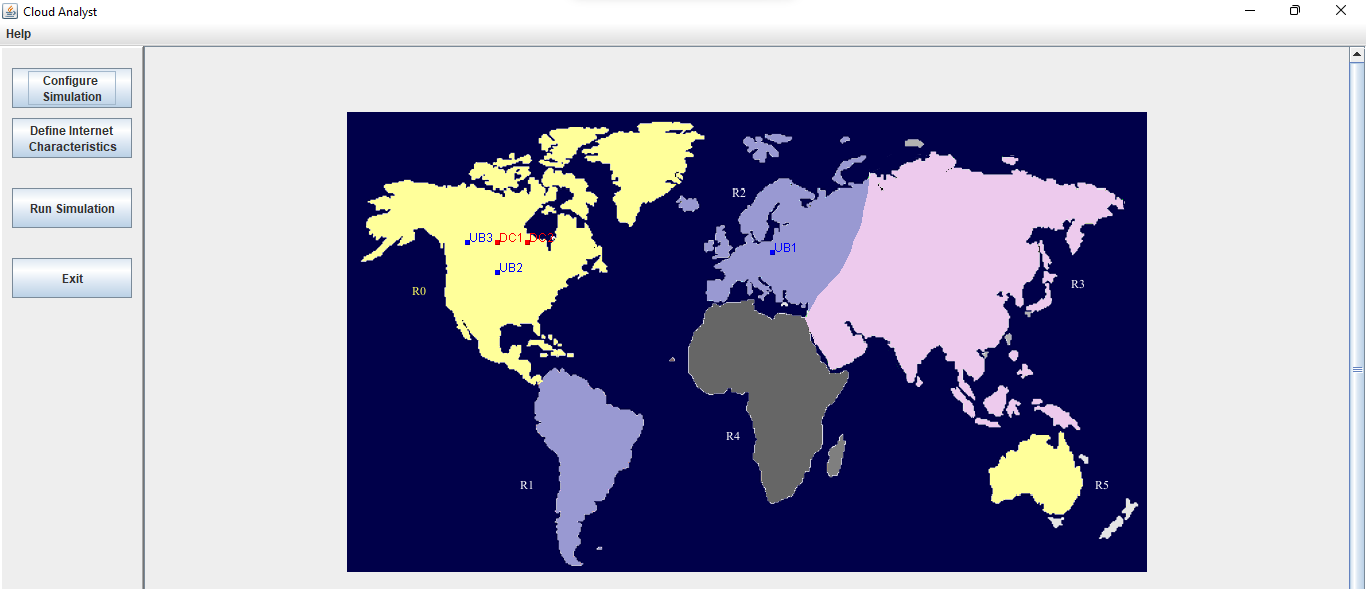 Cloud Analyst
Help
Configure
Simulation
Define Internet
Characteristics
Run Simulation
Exit
R2
UB3 DC1
UB1
UB2
R0
R3
R4
R1
R5